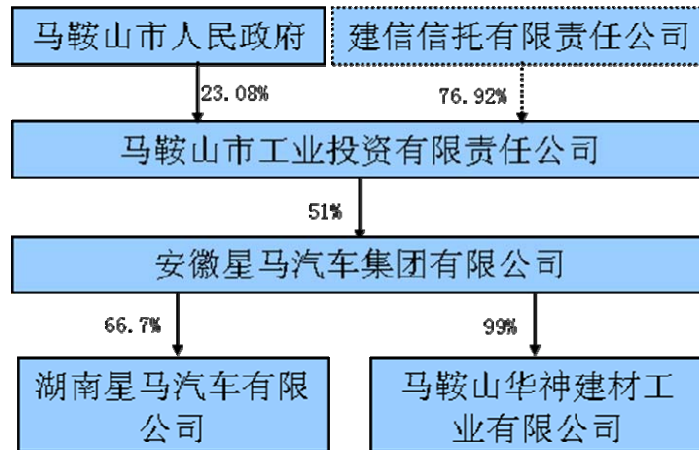 马鞍山市人民政府
建信信托有限责任公司
23.08%
76.92%
马鞍山市工业投资有限责任公司
51%
安徽星马汽车集团有限公司
66.7%
99%
湖南星马汽车有限
公司
马鞍山华神建材工
业有限公司